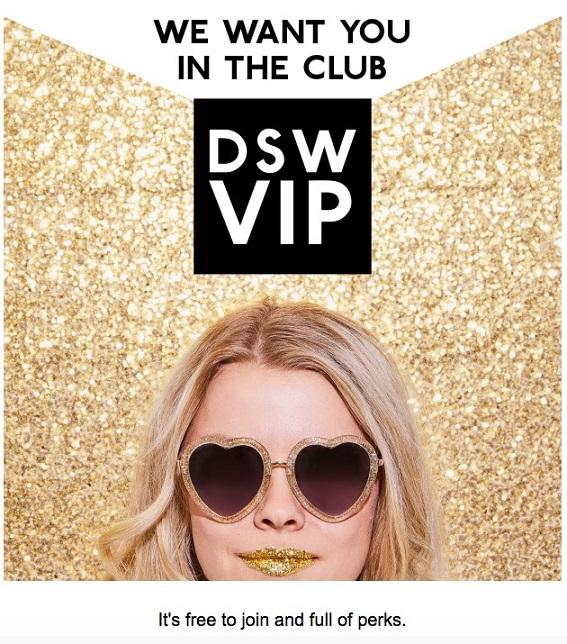 WE WANT YOU
IN THE CLUB
DSW
VIP
It's free to join and full of perks.